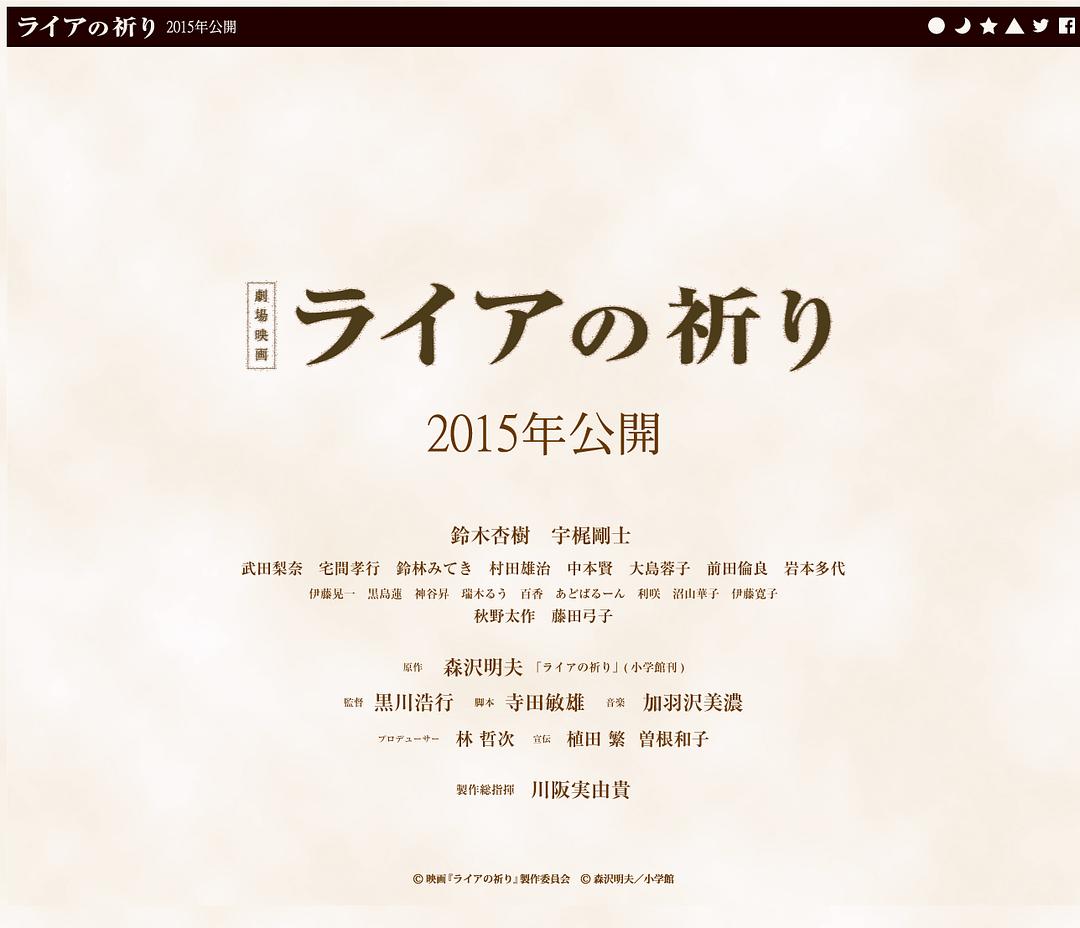 ライアの祈り 2015年公開
劇場映画
ライアの祈り
2015年公開
鈴木杏樹　宇梶剛士
武田梨奈　宅間孝行　鈴林みてき　村田雄治　中本賢　大島蓉子　前田倫良　岩本多代
伊藤晃一　黒島蓮　神谷昇　瑞木るう　百香　あどばるーん　利咲　沼山華子　伊藤寛子
秋野太作　藤田弓子
原作　森沢明夫「ライアの祈り」(小学館刊)
監督　黒川浩行　脚本　寺田敏雄　音楽　加羽沢美濃
プロデューサー　林 哲次　宣伝　植田 繁　曽根和子
製作総指揮　川阪実由貴
© 映画『ライアの祈り』製作委員会　© 森沢明夫／小学館